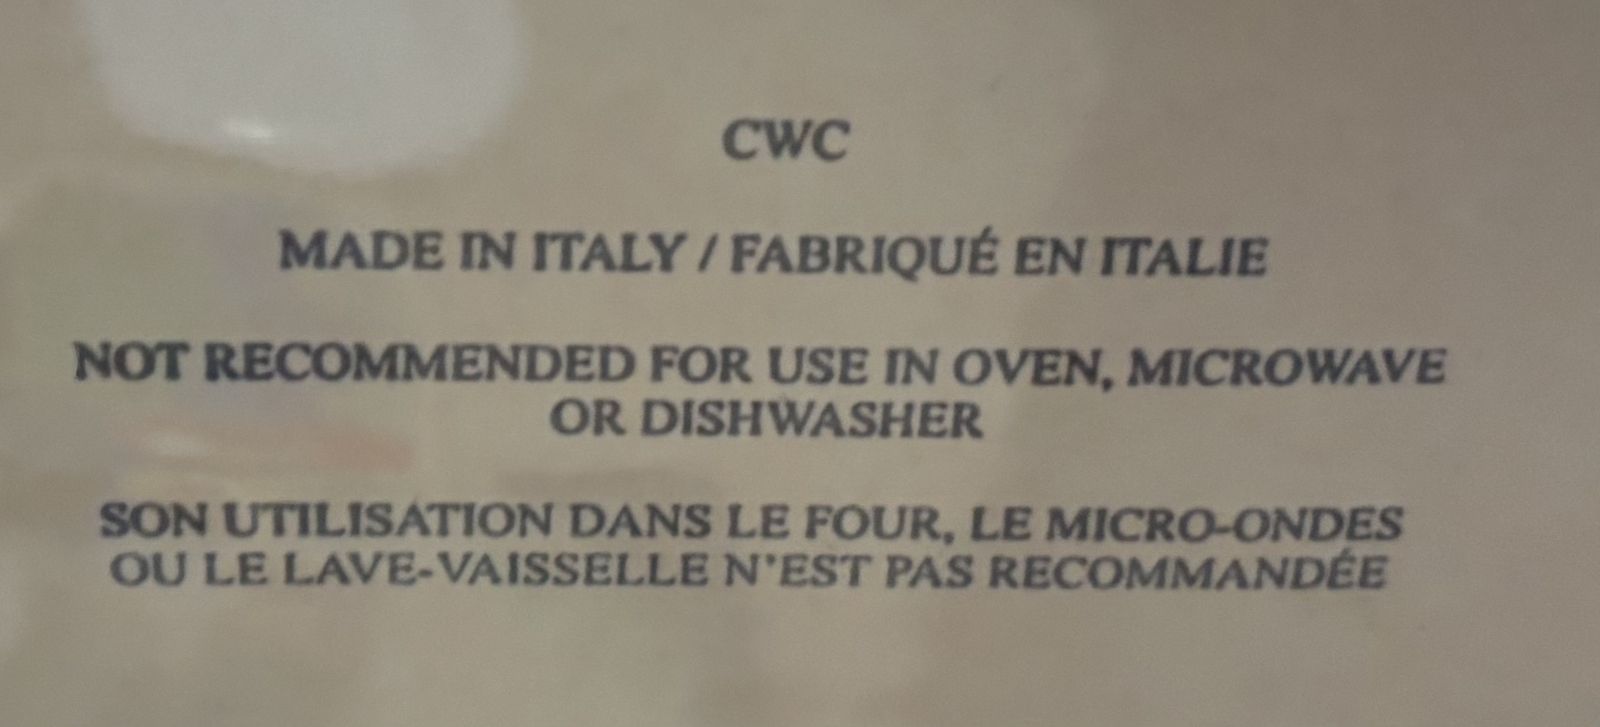 CWC
MADE IN ITALY / FABRIQUÉ EN ITALIE
NOT RECOMMENDED FOR USE IN OVEN, MICROWAVE
OR DISHWASHER
SON UTILISATION DANS LE FOUR, LE MICRO-ONDES
OU LE LAVE-VAISSELLE N'EST PAS RECOMMANDÉE